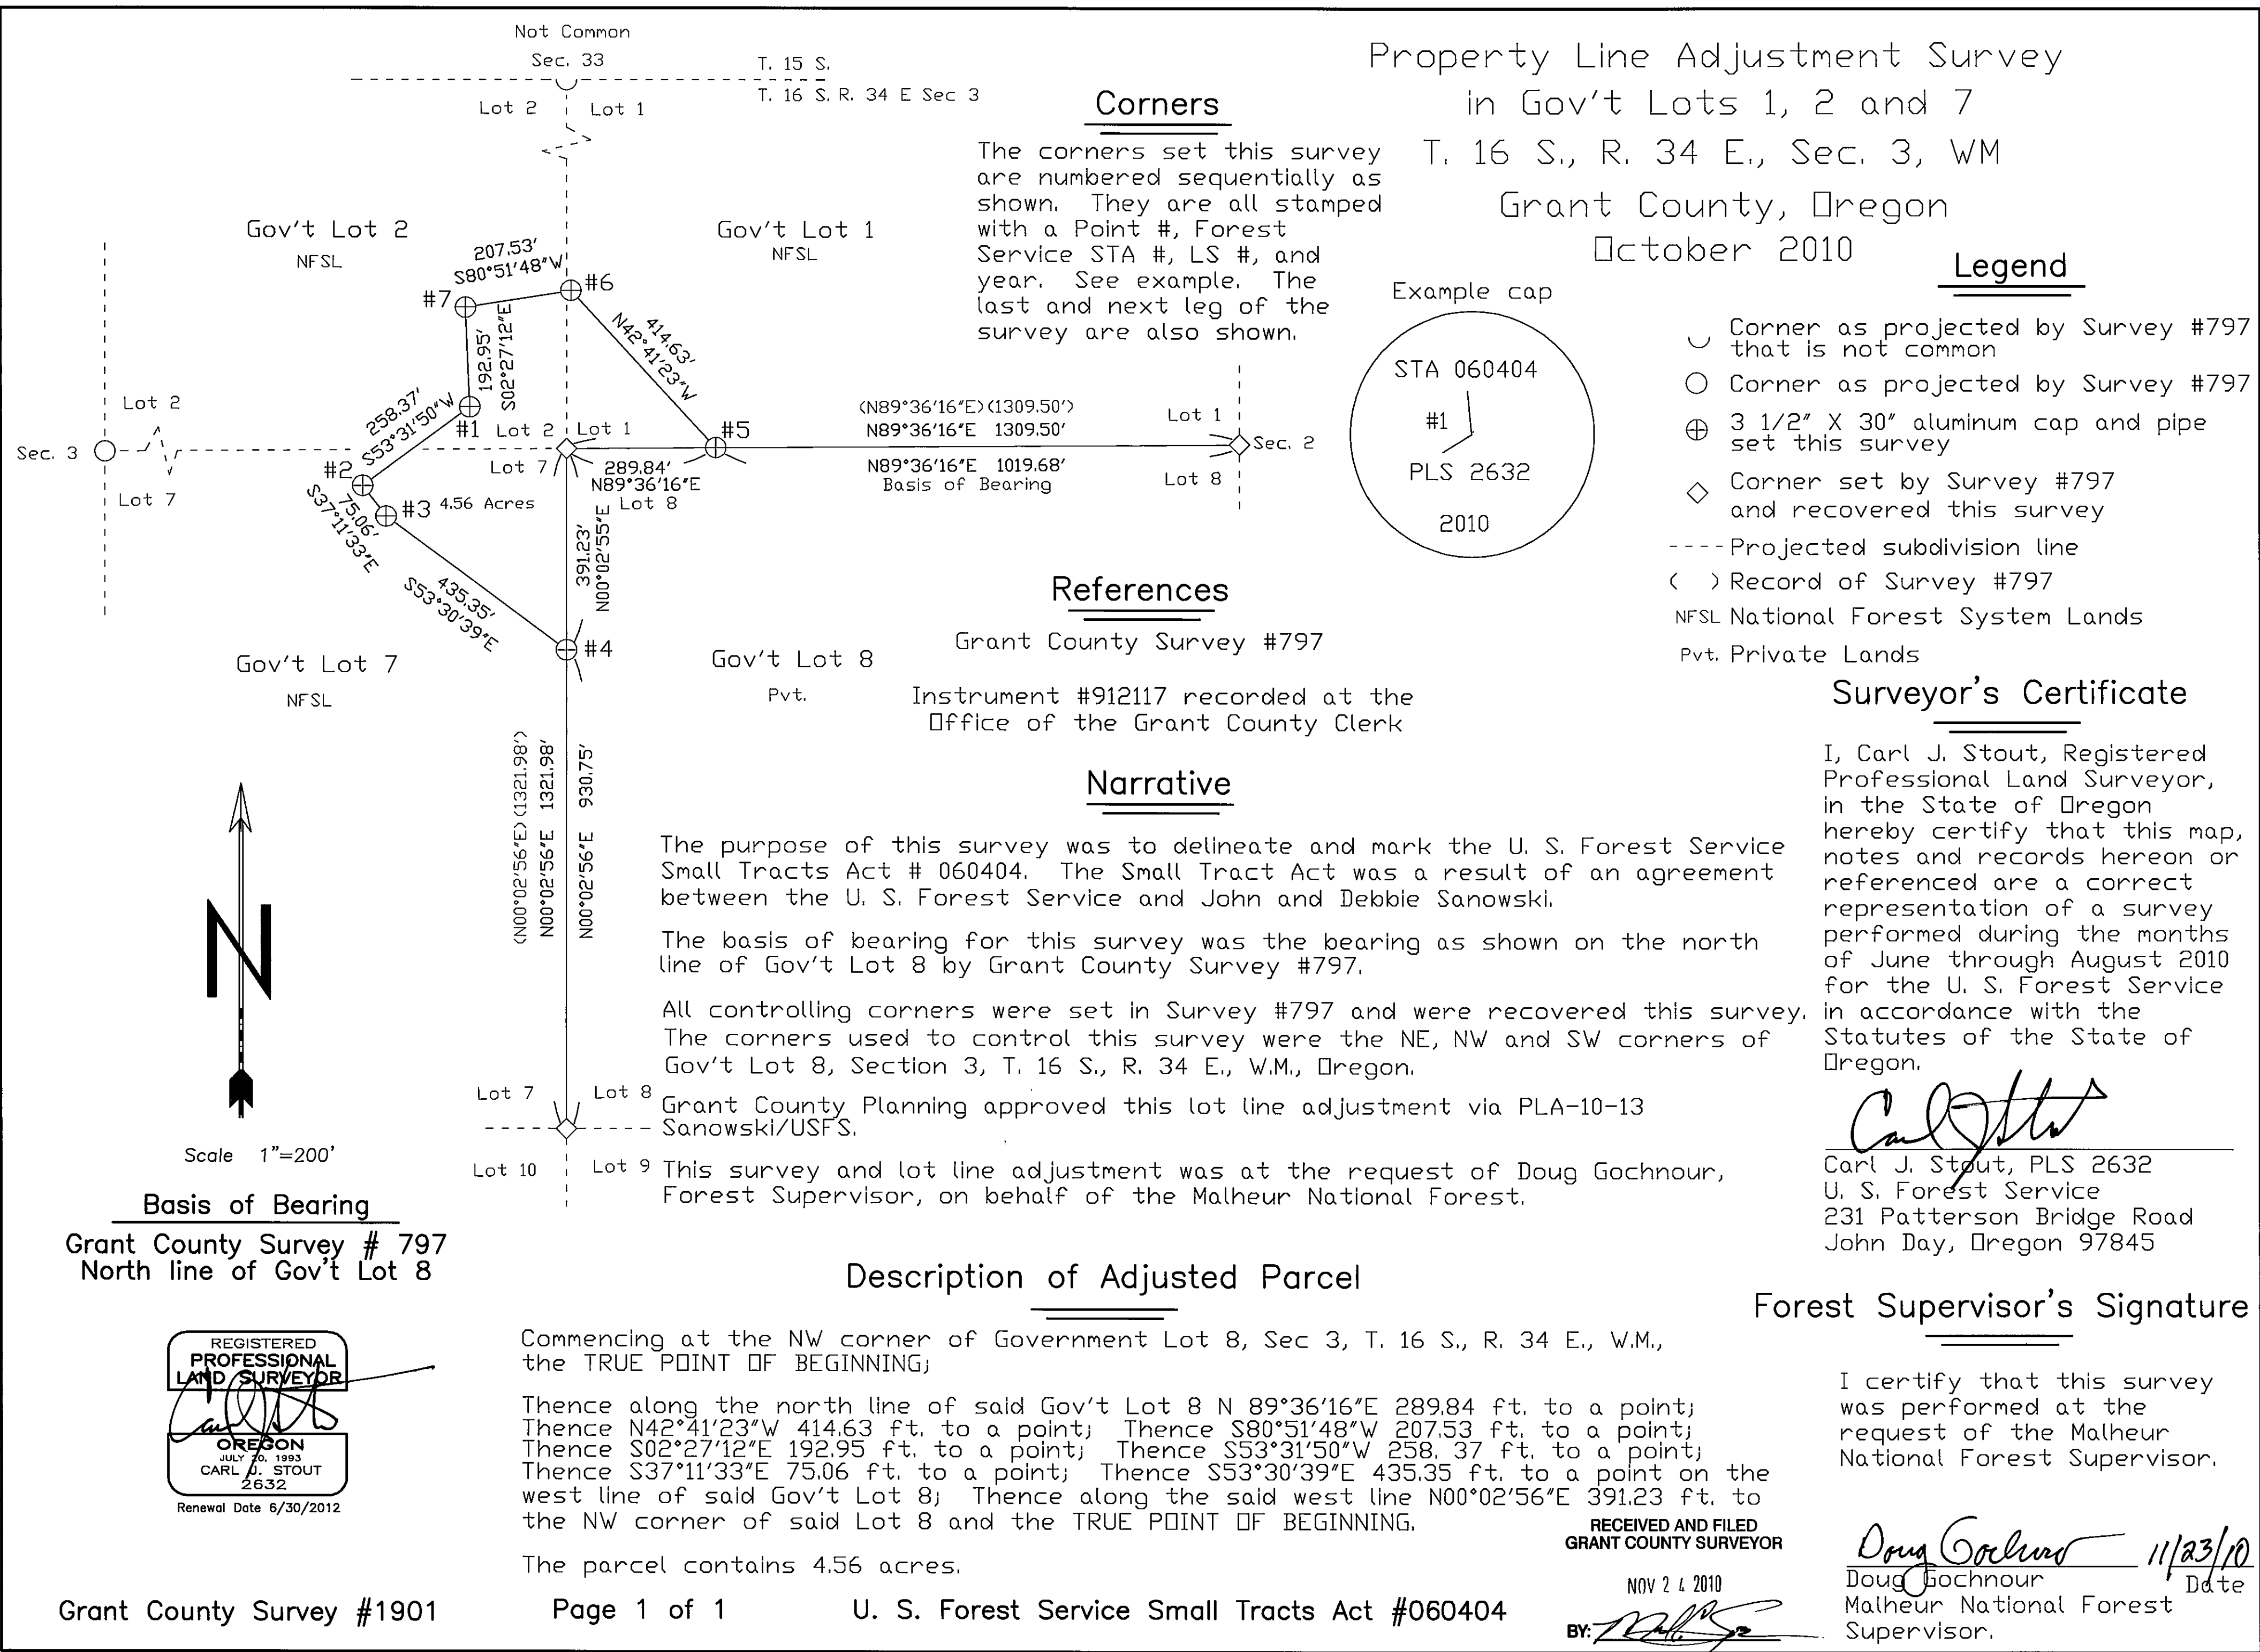 Not Common
Sec. 33
T. 15 S.
T. 16 S. R. 34 E Sec 3
Lot 2
Lot 1
Gov't Lot 2
NFSL
Gov't Lot 1
NFSL
207.53'
S80°51'48"W
#7
#6
192.95'
S02°27'12"E
414.63'
N42°41'23"W
258.37'
S53°31'50"W
Lot 2
#1
Lot 2
Lot 1
#5
(N89°36'16"E)(1309.50')
N89°36'16"E 1309.50'
Lot 1
Sec. 3
Sec. 2
#2
Lot 7
289.84'
N89°36'16"E
N89°36'16"E 1019.68'
Basis of Bearing
Lot 8
Lot 7
75.06'
S37°11'33"E
#3
4.56 Acres
Lot 8
435.35'
S53°30'39"E
391.23'
N00°02'55"E
#4
Gov't Lot 7
NFSL
Gov't Lot 8
Pvt.
(N00°02'56"E)(1321.98')
N00°02'56"E 1321.98'
N00°02'56"E 930.75'
Lot 7
Lot 8
Lot 10
Lot 9
N
Scale 1"=200'
Basis of Bearing
Grant County Survey # 797
North line of Gov't Lot 8
Corners
The corners set this survey
are numbered sequentially as
shown. They are all stamped
with a Point #, Forest
Service STA #, LS #, and
year. See example. The
last and next leg of the
survey are also shown.
Property Line Adjustment Survey
in Gov't Lots 1, 2 and 7
T. 16 S., R. 34 E., Sec. 3, WM
Grant County, Oregon
October 2010
Example cap
STA 060404
#1
PLS 2632
2010
Legend
Corner as projected by Survey #797
that is not common
Corner as projected by Survey #797
3 1/2" X 30" aluminum cap and pipe
set this survey
Corner set by Survey #797
and recovered this survey
---- Projected subdivision line
( ) Record of Survey #797
NFSL National Forest System Lands
Pvt. Private Lands
References
Grant County Survey #797
Instrument #912117 recorded at the
Office of the Grant County Clerk
Narrative
The purpose of this survey was to delineate and mark the U. S. Forest Service
Small Tracts Act # 060404. The Small Tract Act was a result of an agreement
between the U. S. Forest Service and John and Debbie Sanowski.
The basis of bearing for this survey was the bearing as shown on the north
line of Gov't Lot 8 by Grant County Survey #797.
All controlling corners were set in Survey #797 and were recovered this survey.
The corners used to control this survey were the NE, NW and SW corners of
Gov't Lot 8, Section 3, T. 16 S., R. 34 E., W.M., Oregon.
Grant County Planning approved this lot line adjustment via PLA-10-13
Sanowski/USFS.
This survey and lot line adjustment was at the request of Doug Gochnour,
Forest Supervisor, on behalf of the Malheur National Forest.
Surveyor's Certificate
I, Carl J. Stout, Registered
Professional Land Surveyor,
in the State of Oregon
hereby certify that this map,
notes and records hereon or
referenced are a correct
representation of a survey
performed during the months
of June through August 2010
for the U. S. Forest Service
in accordance with the
Statutes of the State of
Oregon.
Carl J. Stout, PLS 2632
U. S. Forest Service
231 Patterson Bridge Road
John Day, Oregon 97845
Description of Adjusted Parcel
Commencing at the NW corner of Government Lot 8, Sec 3, T. 16 S., R. 34 E., W.M.,
the TRUE POINT OF BEGINNING;
Thence along the north line of said Gov't Lot 8 N 89°36'16"E 289.84 ft. to a point;
Thence N42°41'23"W 414.63 ft. to a point; Thence S80°51'48"W 207.53 ft. to a point;
Thence S02°27'12"E 192.95 ft. to a point; Thence S53°31'50"W 258. 37 ft. to a point;
Thence S37°11'33"E 75.06 ft. to a point; Thence S53°30'39"E 435.35 ft. to a point on the
west line of said Gov't Lot 8; Thence along the said west line N00°02'56"E 391.23 ft. to
the NW corner of said Lot 8 and the TRUE POINT OF BEGINNING.
The parcel contains 4.56 acres.
Forest Supervisor's Signature
I certify that this survey
was performed at the
request of the Malheur
National Forest Supervisor.
Doug Gochnour 11/23/10
Doug Gochnour Date
Malheur National Forest
Supervisor.
REGISTERED
PROFESSIONAL
LAND SURVEYOR
OREGON
JULY 20, 1993
CARL J. STOUT
2632
Renewal Date 6/30/2012
RECEIVED AND FILED
GRANT COUNTY SURVEYOR
NOV 24 2010
BY:
Grant County Survey #1901
Page 1 of 1
U. S. Forest Service Small Tracts Act #060404